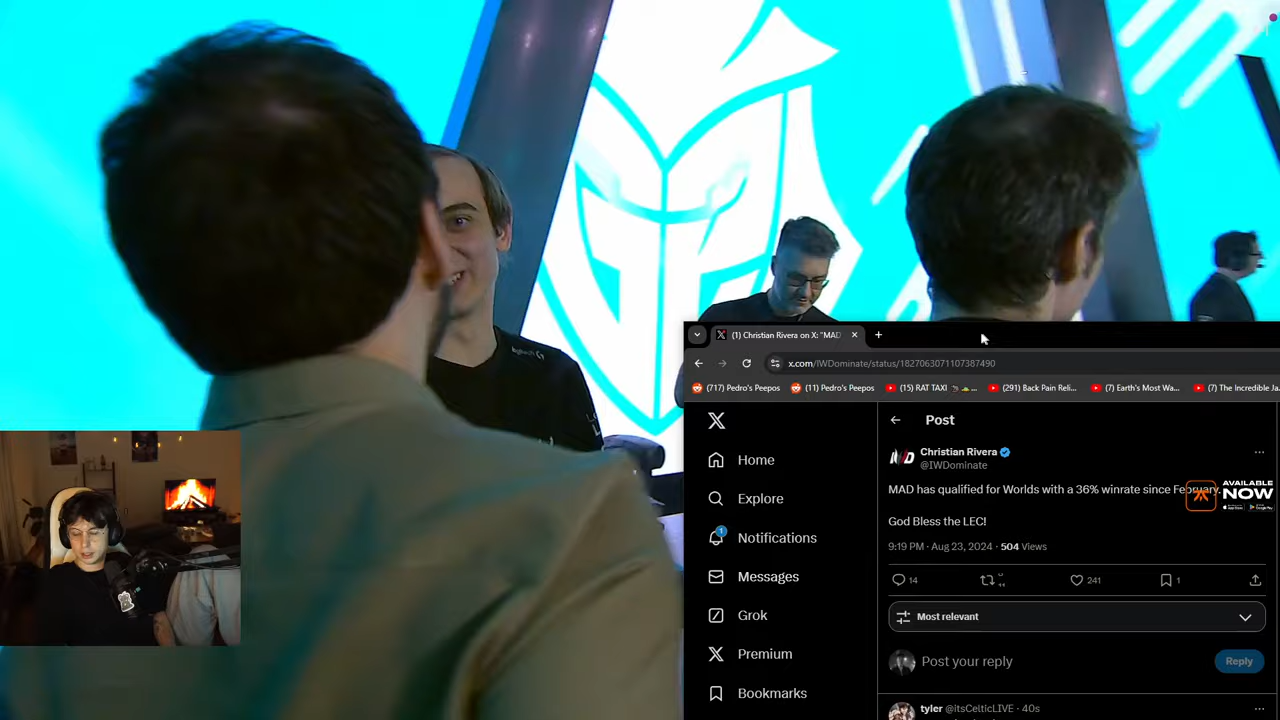 logitech G
(1) Christian Rivera on X: "MAD
x.com/IWDominate/status/1827063071107387490
(717) Pedro's Peepos
(11) Pedro's Peepos
(15) RAT TAXI
(291) Back Pain Reli...
(7) Earth's Most Wa...
(7) The Incredible Ja
X
Post
Home
Explore
1
Notifications
Messages
Grok
Premium
Bookmarks
MAD
Christian Rivera
@IWDominate
MAD has qualified for Worlds with a 36% winrate since February.
God Bless the LEC!
9:19 PM · Aug 23, 2024 · 504 Views
14
241
1
Most relevant
Post your reply
Reply
tyler @itsCelticLIVE · 40s
AVAILABLE
NOW